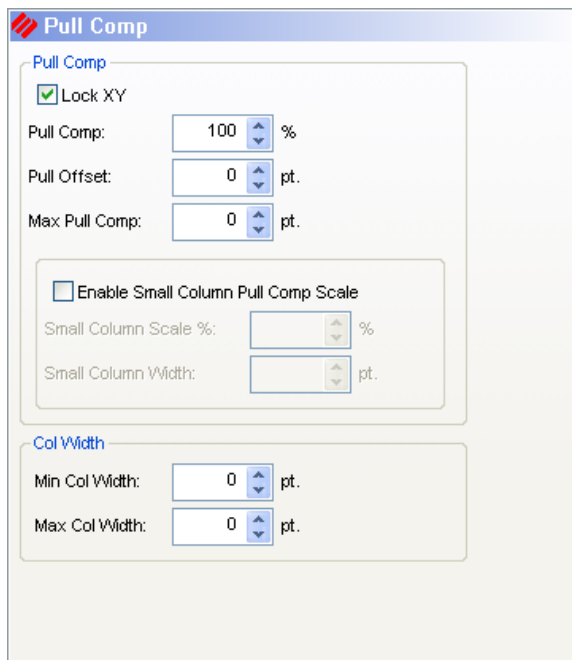 Pull Comp
Pull Comp
Lock XY
Pull Comp: 100 %
Pull Offset: 0 pt.
Max Pull Comp: 0 pt.
Enable Small Column Pull Comp Scale
Small Column Scale %: %
Small Column Width: pt.
Col Width
Min Col Width: 0 pt.
Max Col Width: 0 pt.